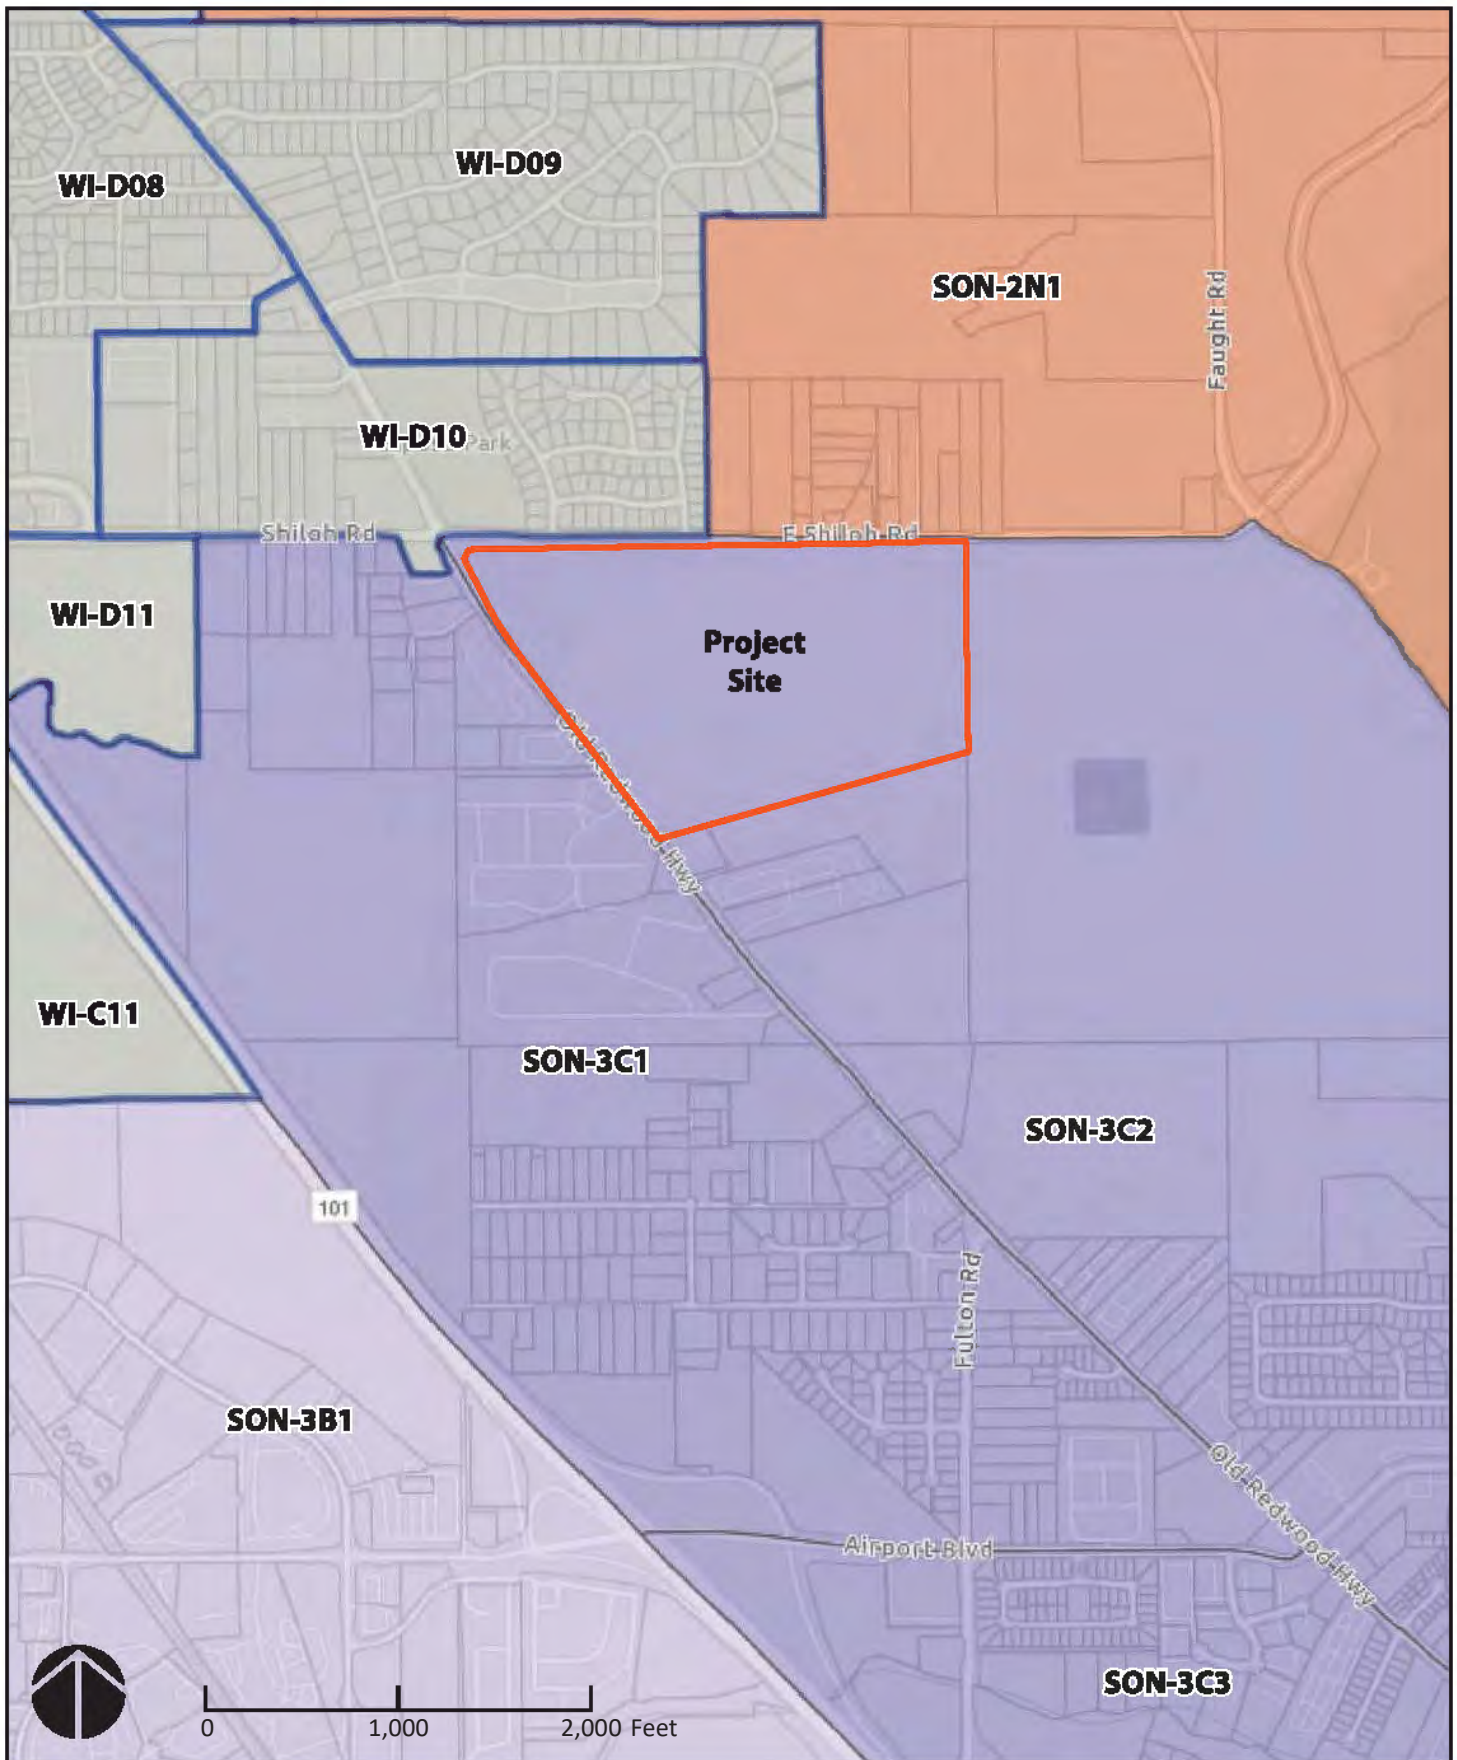 WI-D09
WI-D08
SON-2N1
Faught Rd
WI-D10
Park
Shiloh Rd
E Shiloh Rd
WI-D11
Project
Site
Old Redwood Hwy
WI-C11
SON-3C1
SON-3C2
101
Fulton Rd
SON-3B1
Old Redwood Hwy
Airport Blvd
SON-3C3
0
1,000
2,000 Feet